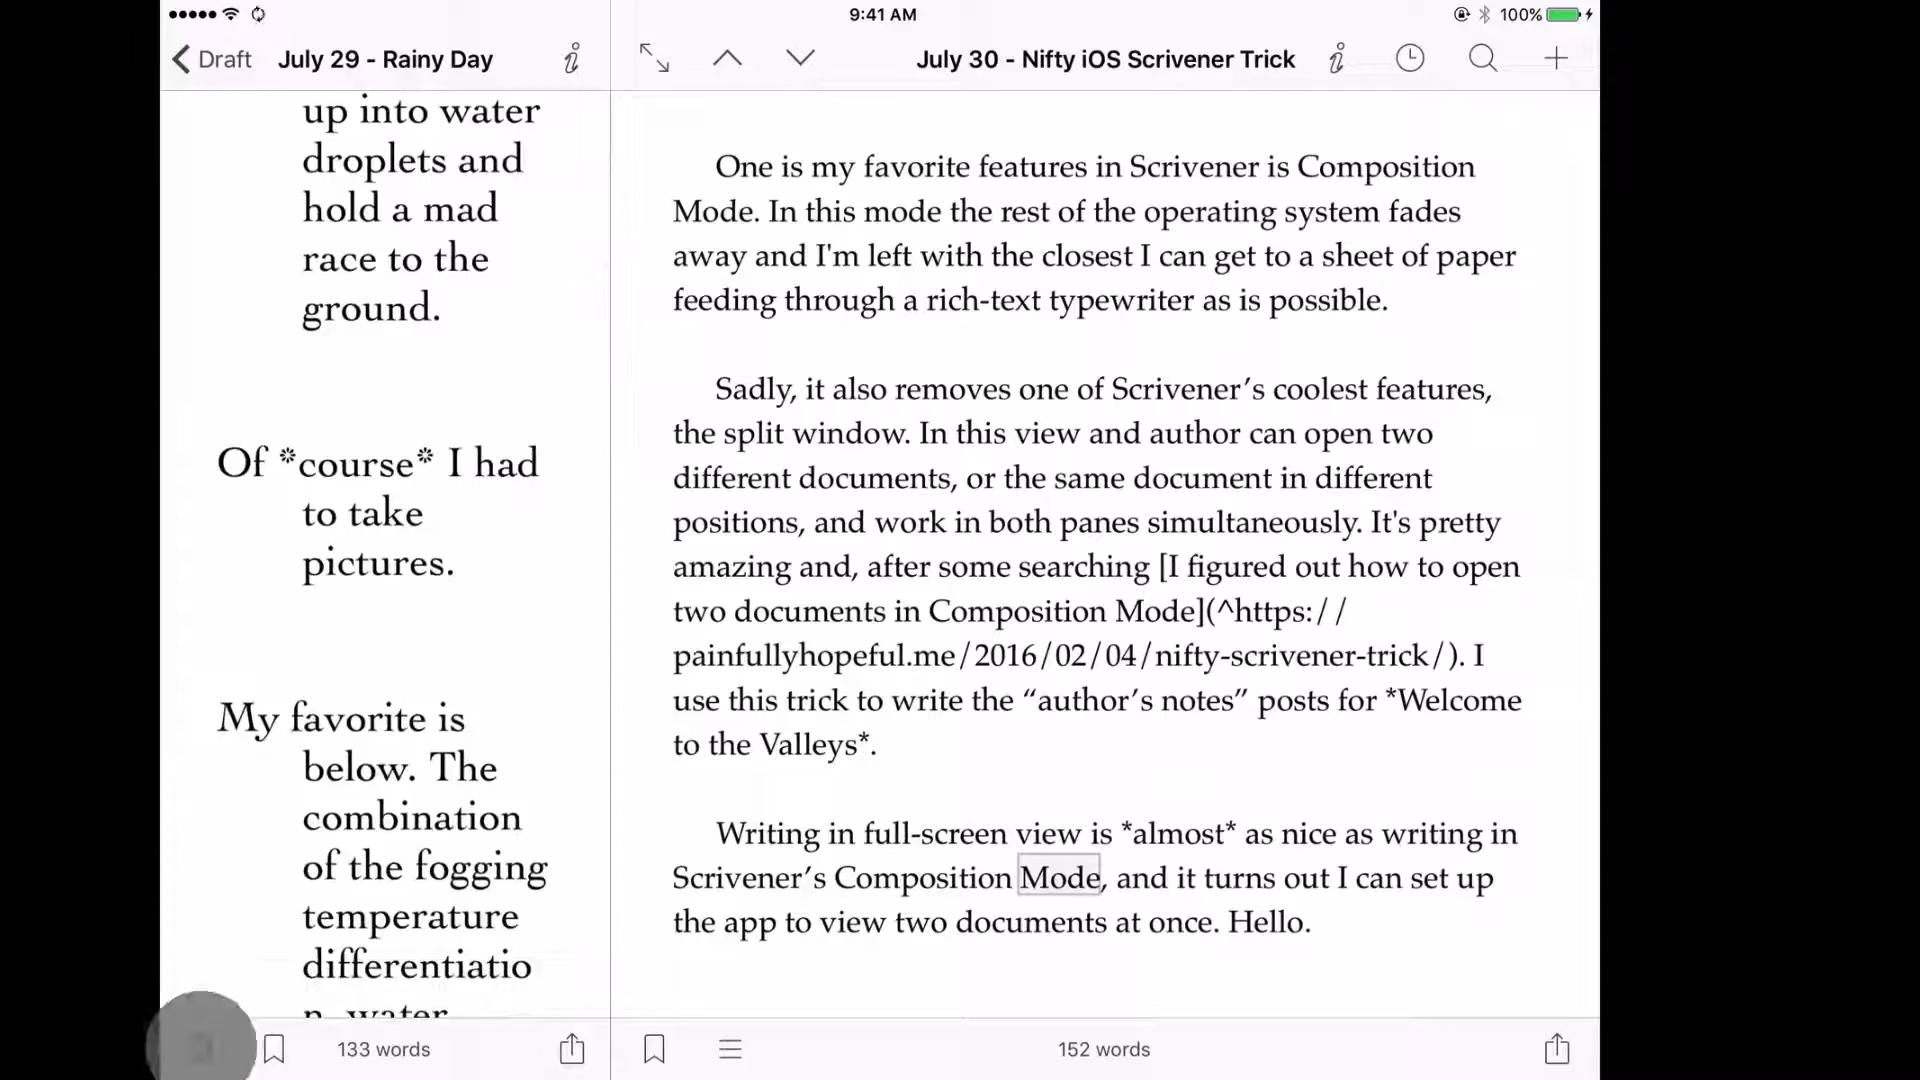 9:41 AM
100%
Draft
July 29 - Rainy Day
July 30 - Nifty iOS Scrivener Trick
up into water
droplets and
hold a mad
race to the
ground.
Of *course* I had
to take
pictures.
My favorite is
below. The
combination
of the fogging
temperature
differentiatio
n, water
133 words
One is my favorite features in Scrivener is Composition
Mode. In this mode the rest of the operating system fades
away and I'm left with the closest I can get to a sheet of paper
feeding through a rich-text typewriter as is possible.
Sadly, it also removes one of Scrivener’s coolest features,
the split window. In this view and author can open two
different documents, or the same document in different
positions, and work in both panes simultaneously. It's pretty
amazing and, after some searching [I figured out how to open
two documents in Composition Mode](^https://
painfullyhopeful.me/2016/02/04/nifty-scrivener-trick/). I
use this trick to write the “author’s notes” posts for *Welcome
to the Valleys*.
Writing in full-screen view is *almost* as nice as writing in
Scrivener’s Composition Mode, and it turns out I can set up
the app to view two documents at once. Hello.
152 words